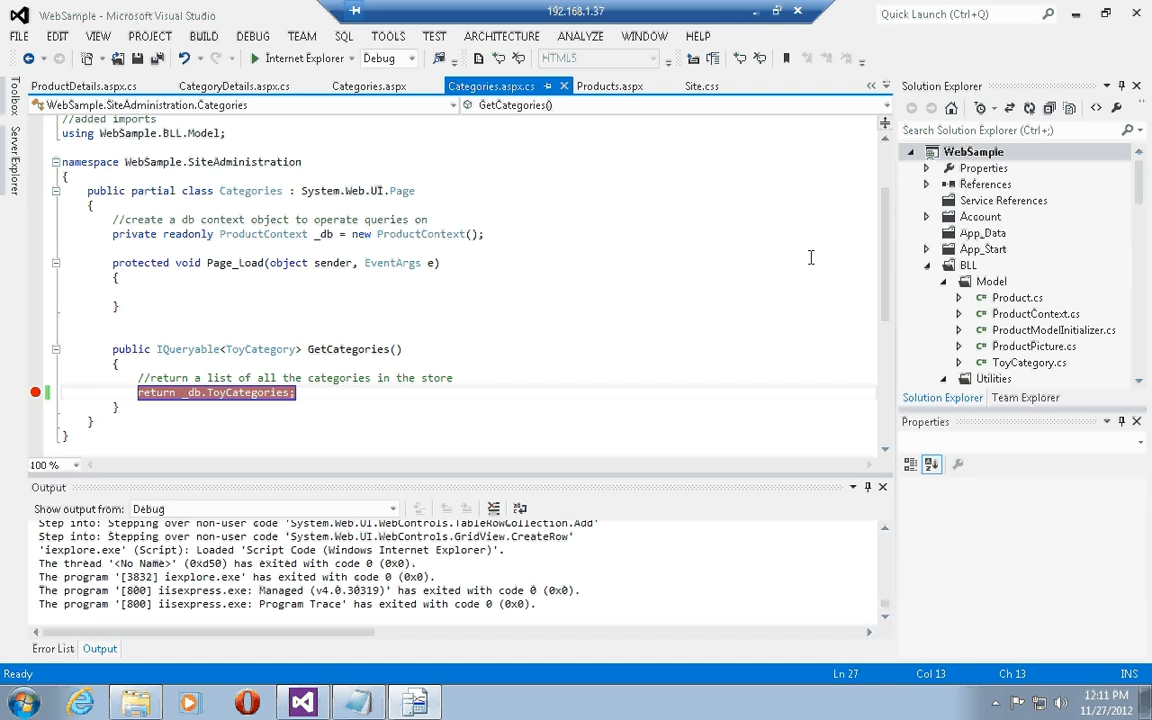 WebSample - Microsoft Visual Studio
192.168.1.37
Quick Launch (Ctrl+Q)
FILE EDIT VIEW PROJECT BUILD DEBUG TEAM SQL TOOLS TEST ARCHITECTURE ANALYZE WINDOW HELP
Internet Explorer Debug HTML5
Toolbox
Server Explorer
ProductDetails.aspx.cs CategoryDetails.aspx.cs Categories.aspx Categories.aspx.cs Products.aspx Site.css
WebSample.SiteAdministration.Categories GetCategories()
//added imports
using WebSample.BLL.Model;
namespace WebSample.SiteAdministration
{
public partial class Categories : System.Web.UI.Page
{
//create a db context object to operate queries on
private readonly ProductContext _db = new ProductContext();
protected void Page_Load(object sender, EventArgs e)
{
}
public IQueryable<ToyCategory> GetCategories()
{
//return a list of all the categories in the store
return _db.ToyCategories;
}
}
}
100 %
Output
Show output from: Debug
Step into: Stepping over non-user code 'System.Web.UI.WebControls.TableRowCollection.Add'
Step into: Stepping over non-user code 'System.Web.UI.WebControls.GridView.CreateRow'
'iexplore.exe' (Script): Loaded 'Script Code (Windows Internet Explorer)'.
The thread '<No Name>' (0xd50) has exited with code 0 (0x0).
The program '[3832] iexplore.exe' has exited with code 0 (0x0).
The program '[800] iisexpress.exe: Managed (v4.0.30319)' has exited with code 0 (0x0).
The program '[800] iisexpress.exe: Program Trace' has exited with code 0 (0x0).
Error List Output
Solution Explorer
Search Solution Explorer (Ctrl+;)
WebSample
Properties
References
Service References
Account
App_Data
App_Start
BLL
Model
Product.cs
ProductContext.cs
ProductModelInitializer.cs
ProductPicture.cs
ToyCategory.cs
Utilities
Solution Explorer Team Explorer
Properties
Ready Ln 27 Col 13 Ch 13 INS
12:11 PM
11/27/2012